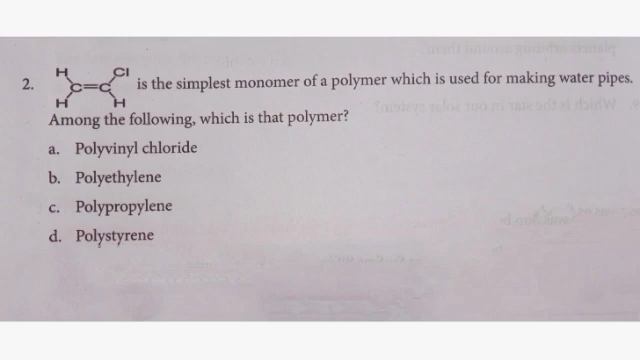 2. H Cl
C=C is the simplest monomer of a polymer which is used for making water pipes.
H H
Among the following, which is that polymer?
a. Polyvinyl chloride
b. Polyethylene
c. Polypropylene
d. Polystyrene